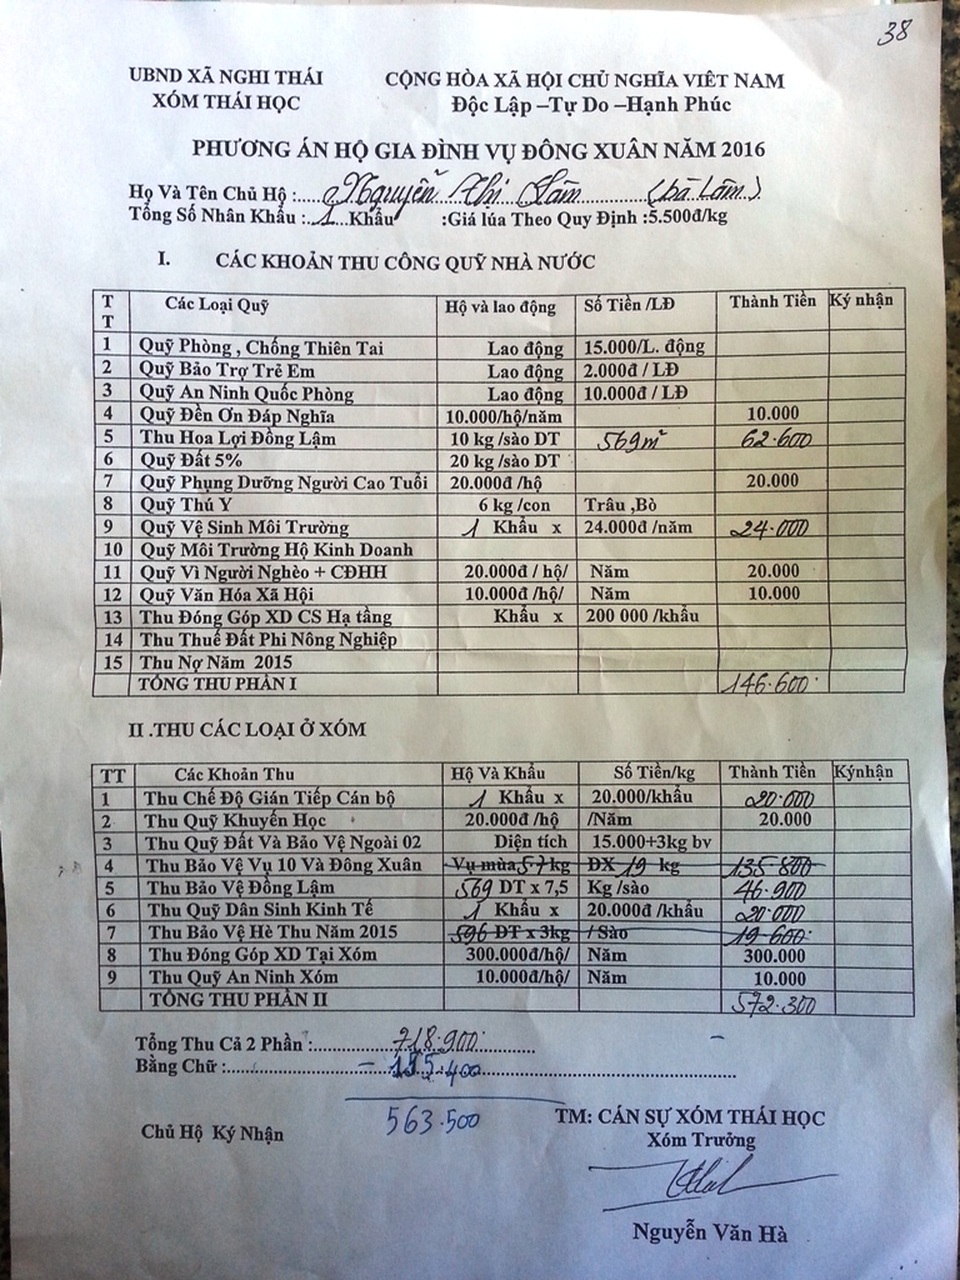 38
UBND XÃ NGHI THÁI CỘNG HÒA XÃ HỘI CHỦ NGHĨA VIÊT NAM
XÓM THÁI HỌC Độc Lập –Tự Do –Hạnh Phúc
PHƯƠNG ÁN HỘ GIA ĐÌNH VỤ ĐÔNG XUÂN NĂM 2016
Họ Và Tên Chủ Hộ :....Nguyễn Thị Lâm (bà Lâm)
Tổng Số Nhân Khẩu :..1...Khẩu :Giá lúa Theo Quy Định :5.500đ/kg
I. CÁC KHOẢN THU CÔNG QUỸ NHÀ NƯỚC
TT Các Loại Quỹ Hộ và lao động Số Tiền /LĐ Thành Tiền Ký nhận
1 Quỹ Phòng , Chống Thiên Tai Lao động 15.000/L. động
2 Quỹ Bảo Trợ Trẻ Em Lao động 2.000đ / LĐ
3 Quỹ An Ninh Quốc Phòng Lao động 10.000đ / LĐ
4 Quỹ Đền Ơn Đáp Nghĩa 10.000/hộ/năm 10.000
5 Thu Hoa Lợi Đồng Lậm 10 kg /sào DT 569m² 62.600
6 Quỹ Đất 5% 20 kg /sào DT
7 Quỹ Phụng Dưỡng Người Cao Tuổi 20.000đ /hộ 20.000
8 Quỹ Thú Y 6 kg /con Trâu ,Bò
9 Quỹ Vệ Sinh Môi Trường 1 Khẩu x 24.000đ /năm 24.000
10 Quỹ Môi Trường Hộ Kinh Doanh
11 Quỹ Vì Người Nghèo + CĐHH 20.000đ / hộ/ Năm 20.000
12 Quỹ Văn Hóa Xã Hội 10.000đ /hộ/ Năm 10.000
13 Thu Đóng Góp XD CS Hạ tầng Khẩu x 200 000 /khẩu
14 Thu Thuế Đất Phi Nông Nghiệp
15 Thu Nợ Năm 2015
TỔNG THU PHẦN I 146.600
II .THU CÁC LOẠI Ở XÓM
TT Các Khoản Thu Hộ Và Khẩu Số Tiền/kg Thành Tiền Kýnhận
1 Thu Chế Độ Gián Tiếp Cán bộ 1 Khẩu x 20.000/khẩu 20.000
2 Thu Quỹ Khuyến Học 20.000đ /hộ /Năm 20.000
3 Thu Quỹ Đất Và Bảo Vệ Ngoài 02 Diện tích 15.000+3kg bv
4 Thu Bảo Vệ Vụ 10 Và Đông Xuân Vụ mùa 57kg ĐX 19 kg 135.800
5 Thu Bảo Vệ Đồng Lậm 569 DT x 7,5 Kg /sào 46.900
6 Thu Quỹ Dân Sinh Kinh Tế 1 Khẩu x 20.000đ /khẩu 20.000
7 Thu Bảo Vệ Hè Thu Năm 2015 596 DT x 3kg / Sào 19.600
8 Thu Đóng Góp XD Tại Xóm 300.000đ/hộ/ Năm 300.000
9 Thu Quỹ An Ninh Xóm 10.000đ/hộ/ Năm 10.000
TỔNG THU PHẦN II 572.300
Tổng Thu Cả 2 Phần :.......718.900
Bằng Chữ :....... – 155.400
563.500
Chủ Hộ Ký Nhận TM: CÁN SỰ XÓM THÁI HỌC
Xóm Trưởng
Nguyễn Văn Hà